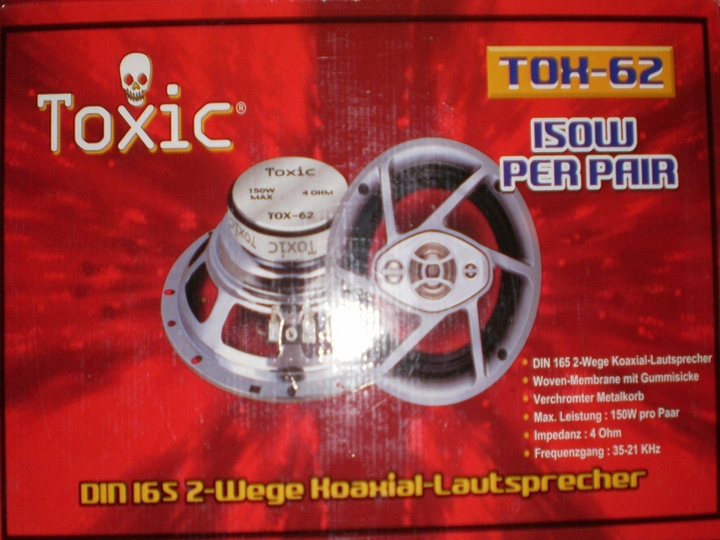 Toxic®
TOX-62
150W
PER PAIR
Toxic
150W
MAX
4 OHM
TOX-62
Toxic
DIN 165 2-Wege Koaxial-Lautsprecher
Woven-Membrane mit Gummisicke
Verchromter Metalkorb
Max. Leistung : 150W pro Paar
Impedanz : 4 Ohm
Frequenzgang : 35-21 KHz
DIN 165 2-Wege Koaxial-Lautsprecher